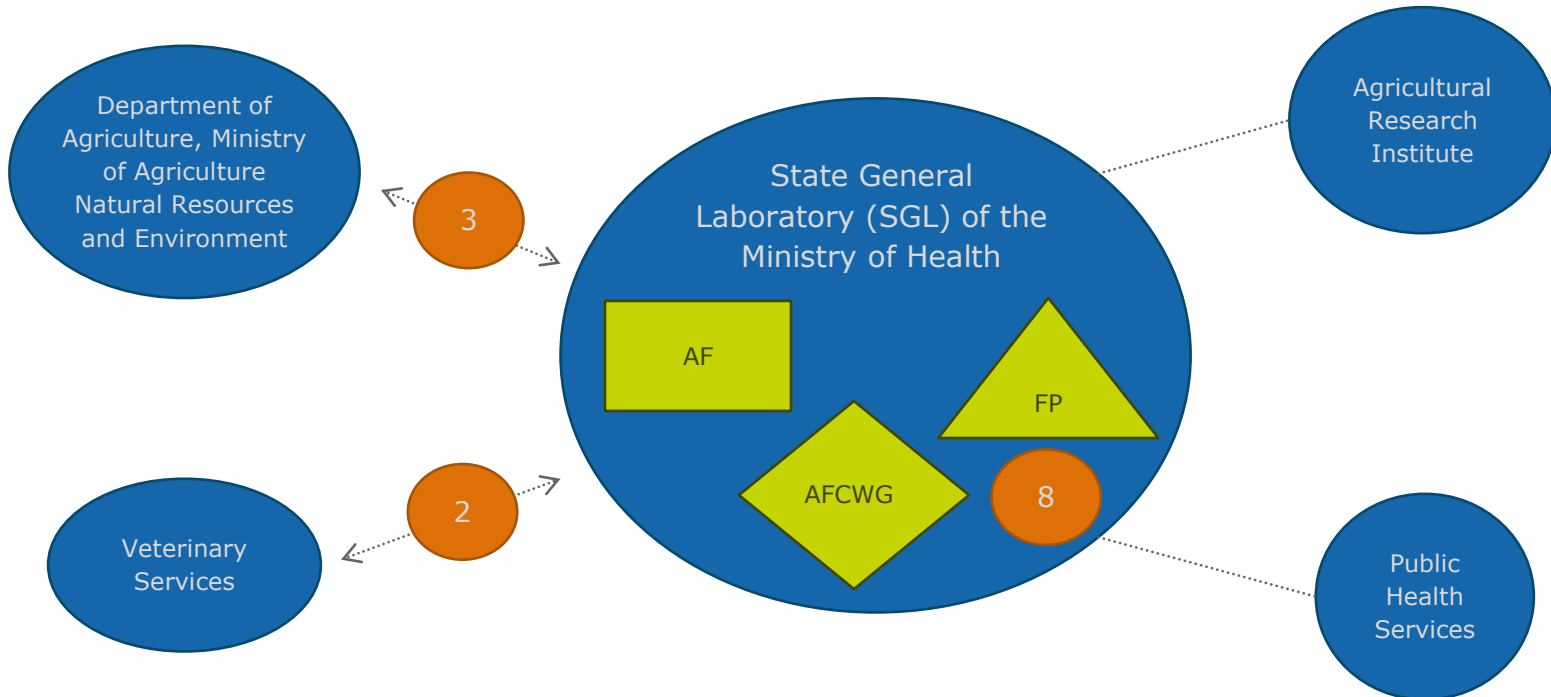 Department of
Agriculture, Ministry
of Agriculture
Natural Resources
and Environment
3
State General
Laboratory (SGL) of the
Ministry of Health
Agricultural
Research
Institute
AF
FP
AFCWG
8
2
Veterinary
Services
Public
Health
Services